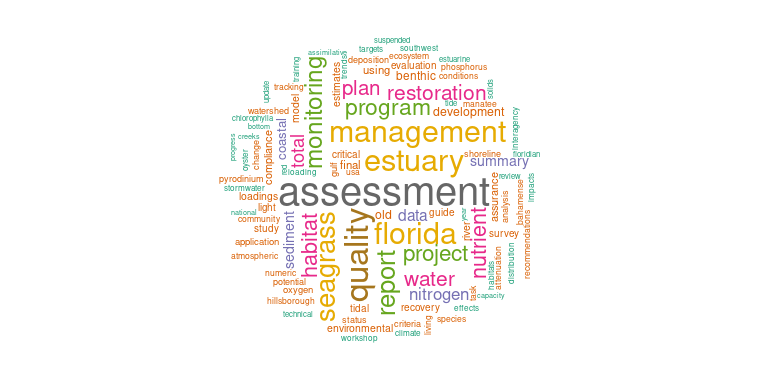 suspended
targets
southwest
assimilative
trends
deposition
ecosystem
estuarine
training
monitoring
estimates
using
evaluation
phosphorus
benthic
conditions
tracking
update
model
plan
restoration
solids
watershed
program
tide
manatee
development
chlorophylla
bottom
coastal
total
management
interagency
progress
creeks
changes
compliance
critical
estuary
shoreline
floridian
oyster
red
gulf
final
usa
summary
pyrodinium
reloading
review
stormwater
assessment
impacts
loadings
light
assurance
analysis
bahamense
national
community
sediment
habitat
seagrass
quality
old
data
guide
year
study
florida
river
nutrient
survey
recommendations
application
atmospheric
report
project
habitats
attenuation
distribution
numeric
potential
oxygen
water
nitrogen
task
capacity
hillsborough
tidal
recovery
effects
technical
status
environmental
criteria
living
species
climate
workshop